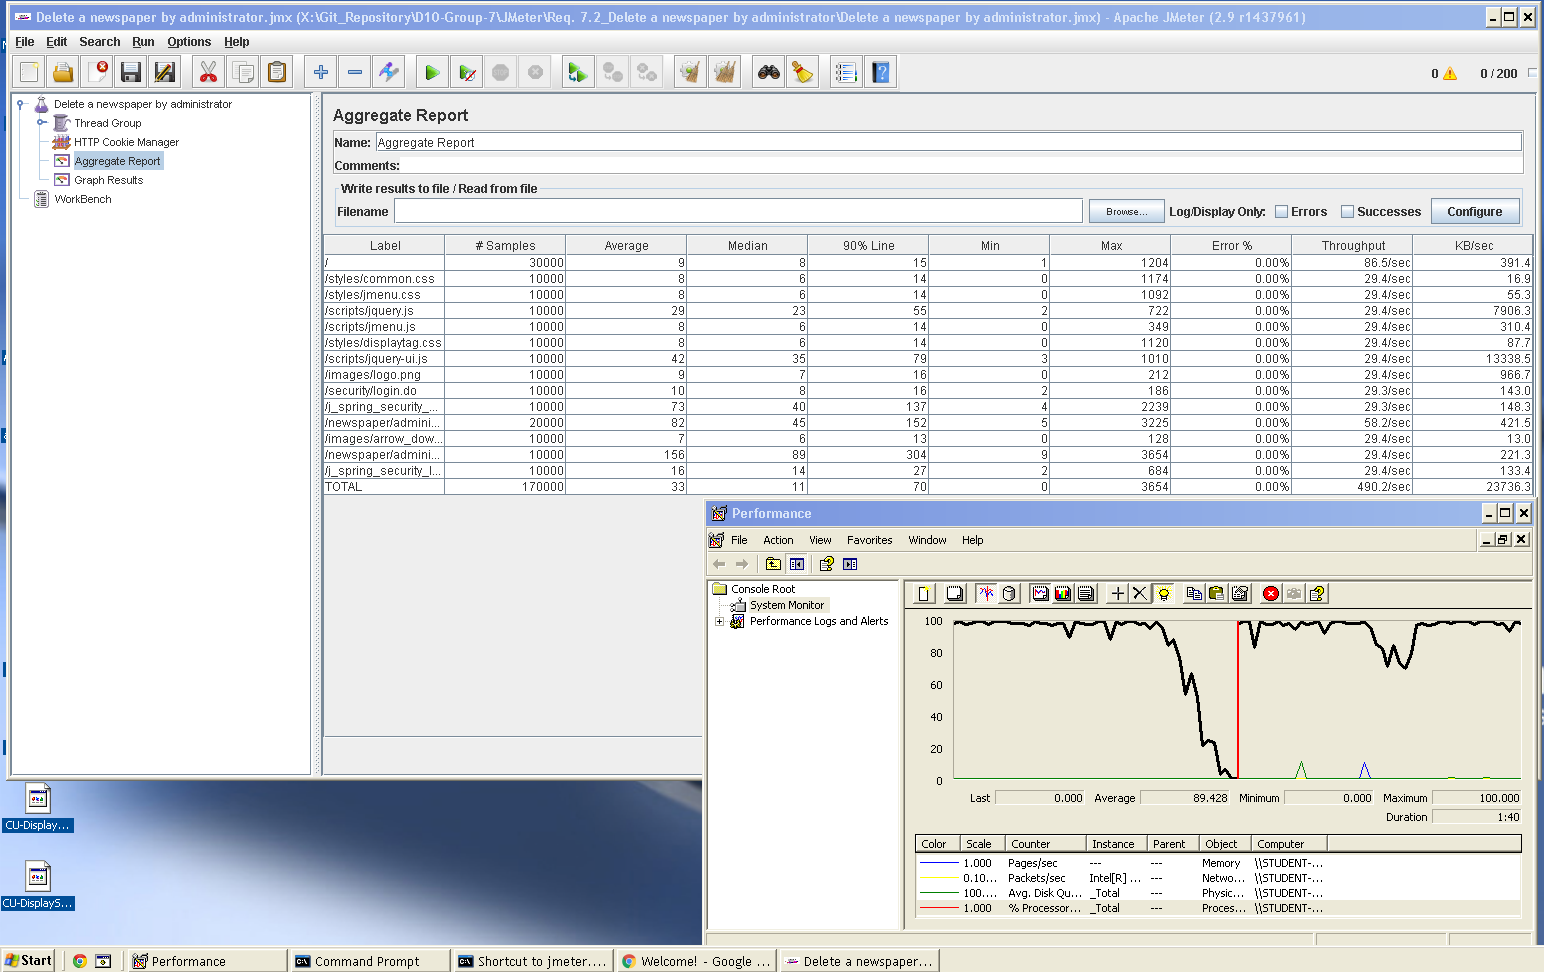 Delete a newspaper by administrator.jmx (X:\Git_Repository\D10-Group-7\JMeter\Req. 7.2_Delete a newspaper by administrator\Delete a newspaper by administrator.jmx) - Apache JMeter (2.9 r1437961)
File Edit Search Run Options Help
0 0 / 200
Delete a newspaper by administrator
Thread Group
HTTP Cookie Manager
Aggregate Report
Graph Results
WorkBench
Aggregate Report
Name: Aggregate Report
Comments:
Write results to file / Read from file
Filename Browse... Log/Display Only: Errors Successes Configure
Label # Samples Average Median 90% Line Min Max Error % Throughput KB/sec
/ 30000 9 8 15 1 1204 0.00% 86.5/sec 391.4
/styles/common.css 10000 8 6 14 0 1174 0.00% 29.4/sec 16.9
/styles/jmenu.css 10000 8 6 14 0 1092 0.00% 29.4/sec 55.3
/scripts/jquery.js 10000 29 23 55 2 722 0.00% 29.4/sec 7906.3
/scripts/jmenu.js 10000 8 6 14 0 349 0.00% 29.4/sec 310.4
/styles/displaytag.css 10000 8 6 14 0 1120 0.00% 29.4/sec 87.7
/scripts/jquery-ui.js 10000 42 35 79 3 1010 0.00% 29.4/sec 13338.5
/images/logo.png 10000 9 7 16 0 212 0.00% 29.4/sec 966.7
/security/login.do 10000 10 8 16 2 186 0.00% 29.3/sec 143.0
/j_spring_security_... 10000 73 40 137 4 2239 0.00% 29.3/sec 148.3
/newspaper/admini... 20000 82 45 152 5 3225 0.00% 58.2/sec 421.5
/images/arrow_dow... 10000 7 6 13 0 128 0.00% 29.4/sec 13.0
/newspaper/admini... 10000 156 89 304 9 3654 0.00% 29.4/sec 221.3
/j_spring_security_l... 10000 16 14 27 2 684 0.00% 29.4/sec 133.4
TOTAL 170000 33 11 70 0 3654 0.00% 490.2/sec 23736.3
Performance
File Action View Favorites Window Help
Console Root
System Monitor
Performance Logs and Alerts
100
80
60
40
20
0
Last 0.000 Average 89.428 Minimum 0.000 Maximum 100.000
Duration 1:40
Color Scale Counter Instance Parent Object Computer
1.000 Pages/sec --- --- Memory \\STUDENT-...
0.10... Packets/sec Intel[R] ... --- Netwo... \\STUDENT-...
100.... Avg. Disk Qu... _Total --- Physic... \\STUDENT-...
1.000 % Processor... _Total --- Proces... \\STUDENT-...
CU-Display...
CU-DisplayS...
Start Performance Command Prompt Shortcut to jmeter.... Welcome! - Google ... Delete a newspaper...